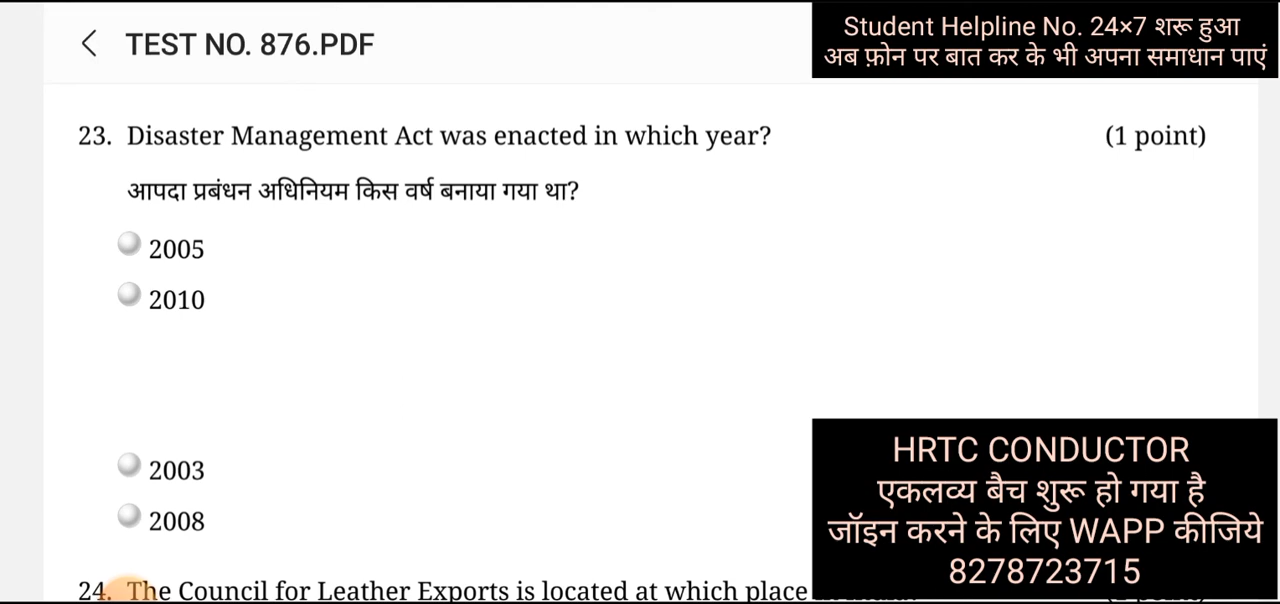 < TEST NO. 876.PDF
Student Helpline No. 24×7 शरू हुआ
अब फ़ोन पर बात कर के भी अपना समाधान पाएं
23. Disaster Management Act was enacted in which year? (1 point)
आपदा प्रबंधन अधिनियम किस वर्ष बनाया गया था?
2005
2010
2003
2008
HRTC CONDUCTOR
एकलव्य बैच शुरू हो गया है
जॉइन करने के लिए WAPP कीजिये
8278723715
24. The Council for Leather Exports is located at which place